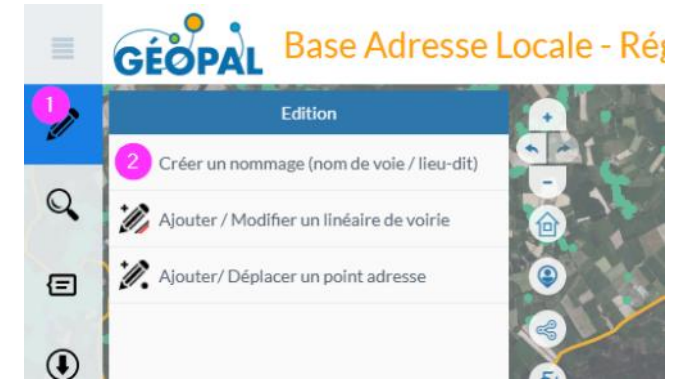 GÉOPAL
Base Adresse Locale - Rég
1
Edition
2
Créer un nommage (nom de voie / lieu-dit)
Ajouter / Modifier un linéaire de voirie
Ajouter/ Déplacer un point adresse